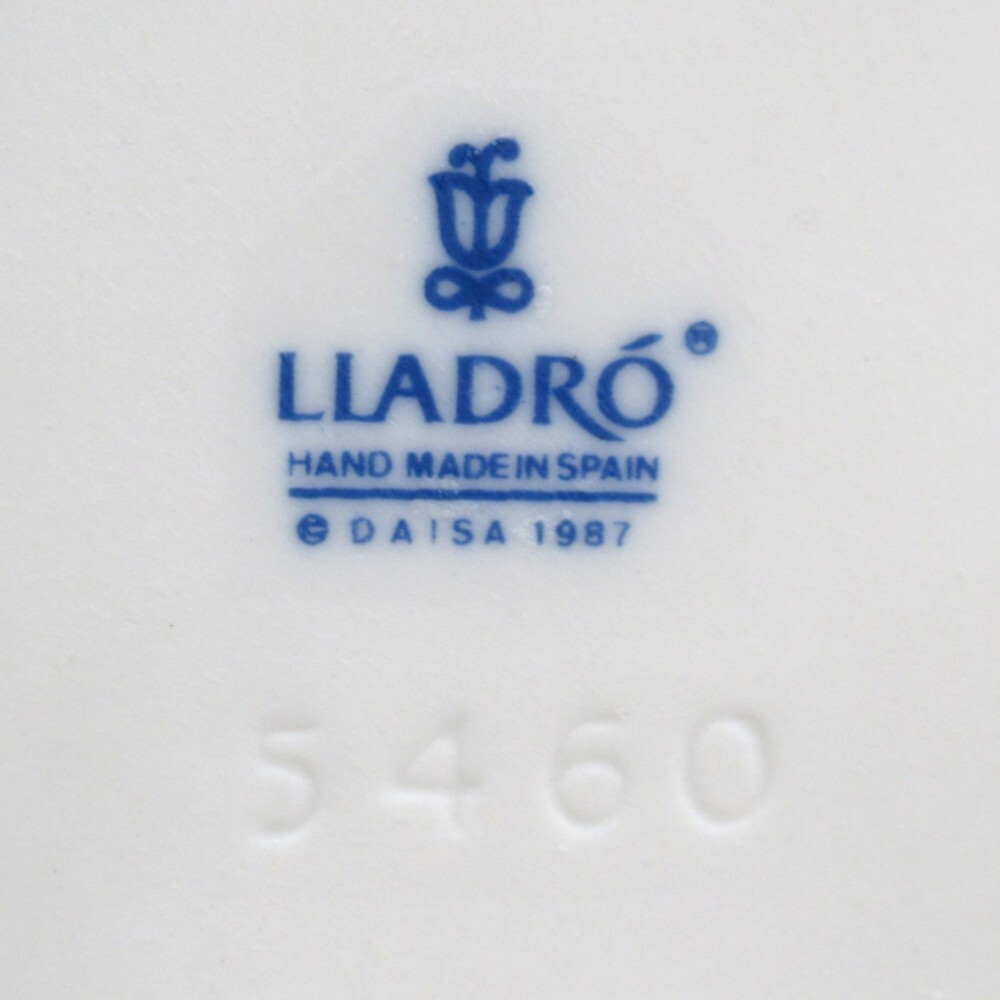 LLADRÓ®
HAND MADE IN SPAIN
© DAISA 1987
5460